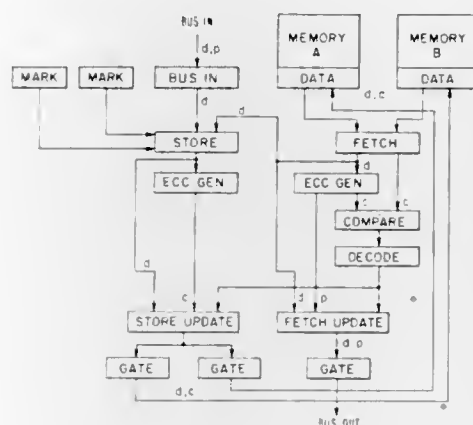 BUS IN
d,p
MEMORY A
MEMORY B
MARK
MARK
BUS IN
DATA
DATA
d
d,c
d
STORE
FETCH
d
ECC GEN
ECC GEN
c
c
COMPARE
DECODE
d
c
d
p
STORE UPDATE
FETCH UPDATE
d p
GATE
GATE
GATE
d,c
BUS OUT